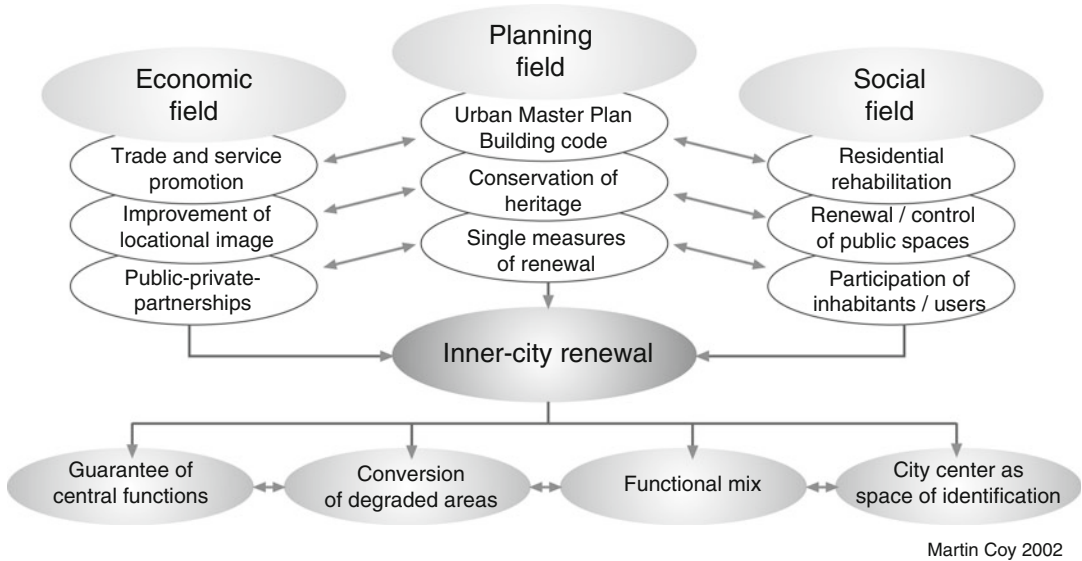 Economic
field
Trade and service
promotion
Improvement of
locational image
Public-private-
partnerships
Planning
field
Urban Master Plan
Building code
Conservation of
heritage
Single measures
of renewal
Social
field
Residential
rehabilitation
Renewal / control
of public spaces
Participation of
inhabitants / users
Inner-city renewal
Guarantee of
central functions
Conversion
of degraded areas
Functional mix
City center as
space of identification
Martin Coy 2002